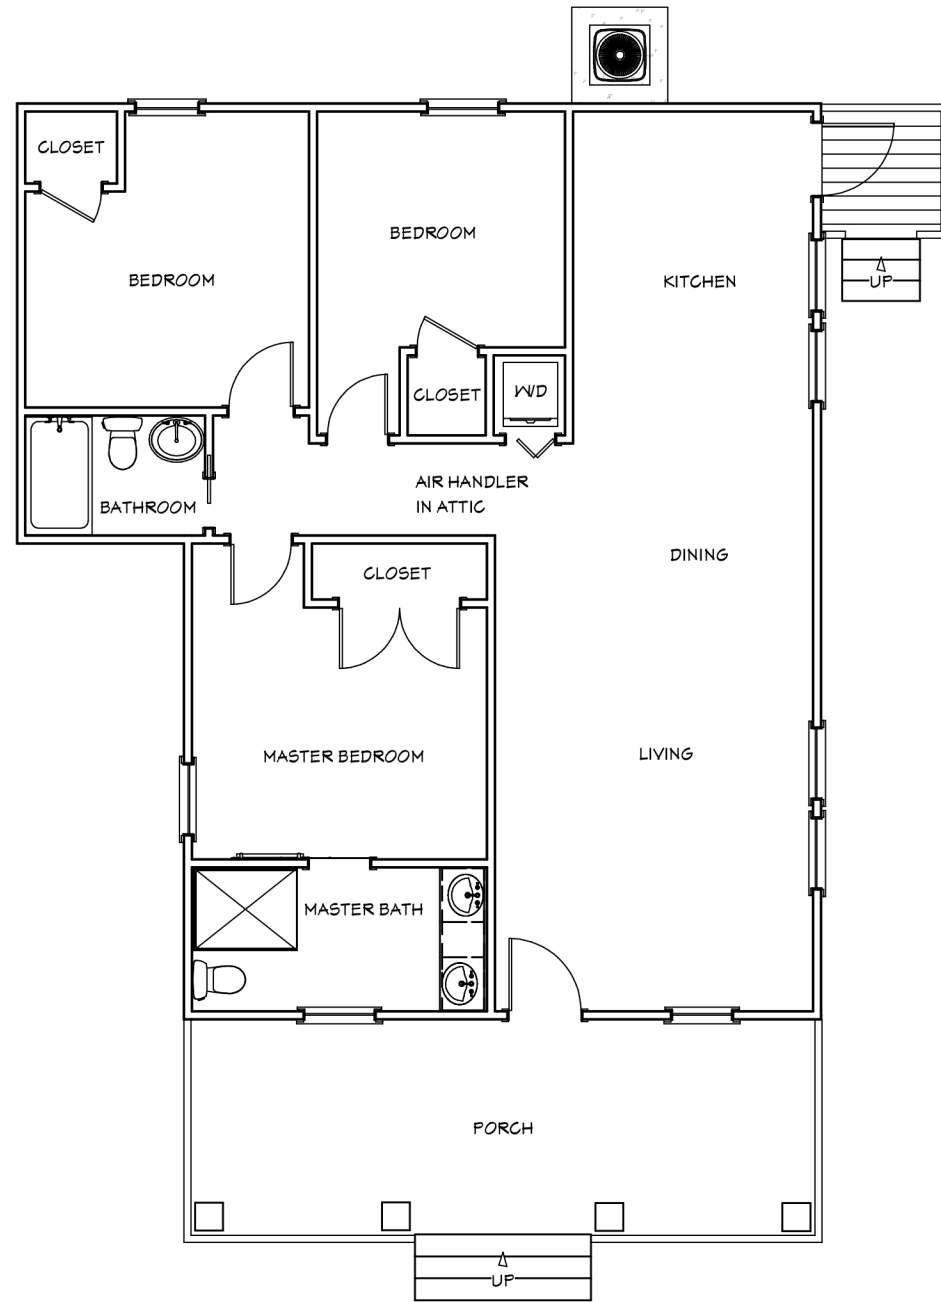 CLOSET
BEDROOM
BEDROOM
KITCHEN
UP
CLOSET
W/D
BATHROOM
AIR HANDLER
IN ATTIC
DINING
CLOSET
MASTER BEDROOM
LIVING
MASTER BATH
PORCH
UP